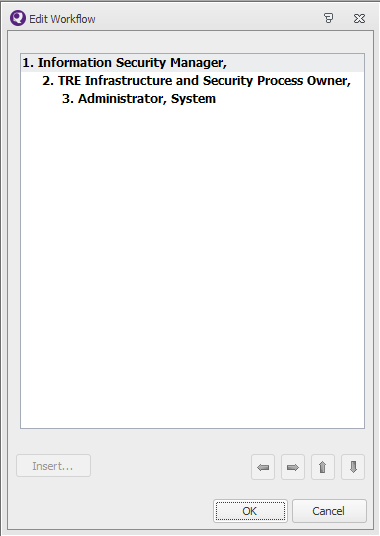 Edit Workflow
1. Information Security Manager,
2. TRE Infrastructure and Security Process Owner,
3. Administrator, System
Insert...
OK
Cancel